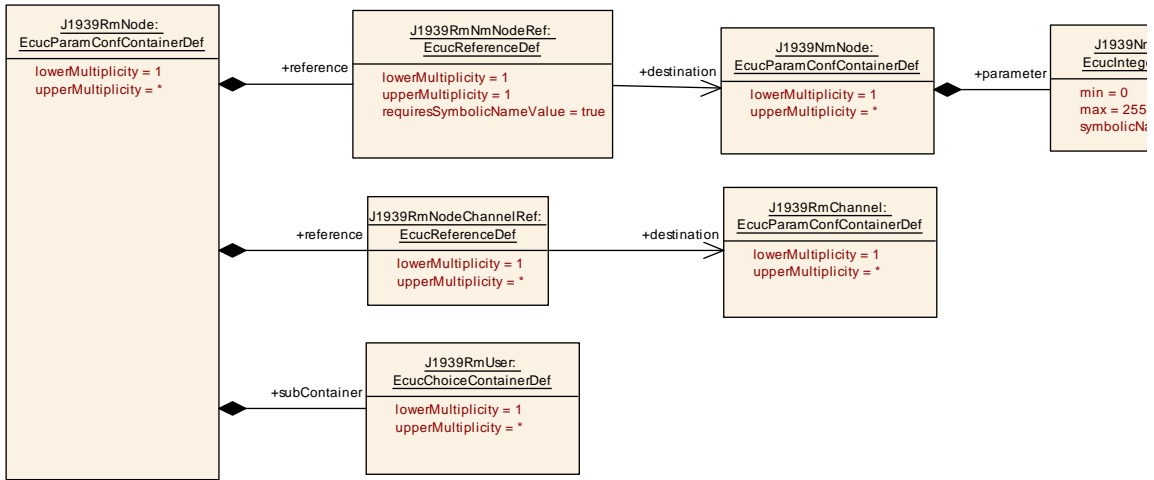 J1939RmNode:
EcucParamConfContainerDef
lowerMultiplicity = 1
upperMultiplicity = *
+reference
J1939RmNmNodeRef:
EcucReferenceDef
lowerMultiplicity = 1
upperMultiplicity = 1
requiresSymbolicNameValue = true
+destination
J1939NmNode:
EcucParamConfContainerDef
lowerMultiplicity = 1
upperMultiplicity = *
+parameter
min = 0
max = 255
+reference
J1939RmNodeChannelRef:
EcucReferenceDef
lowerMultiplicity = 1
upperMultiplicity = *
+destination
J1939RmChannel:
EcucParamConfContainerDef
lowerMultiplicity = 1
upperMultiplicity = *
+subContainer
J1939RmUser:
EcucChoiceContainerDef
lowerMultiplicity = 1
upperMultiplicity = *